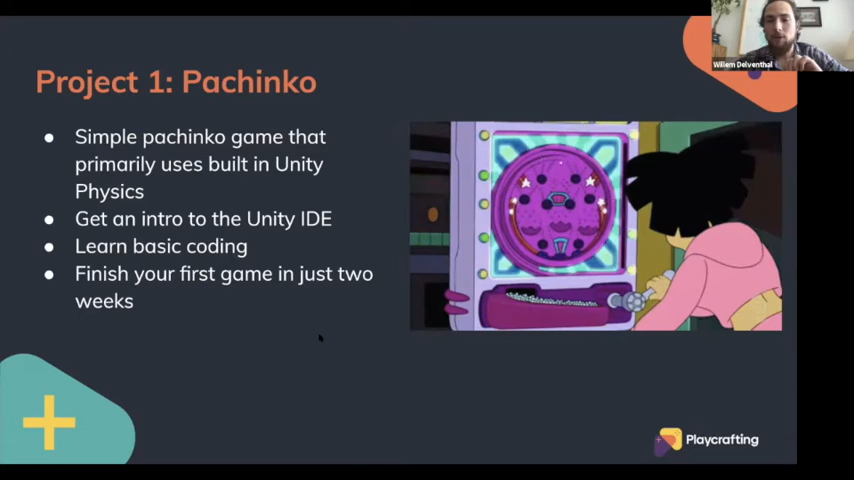 Willem Delventhal
Project 1: Pachinko
● Simple pachinko game that
primarily uses built in Unity
Physics
● Get an intro to the Unity IDE
● Learn basic coding
● Finish your first game in just two
weeks
Playcrafting